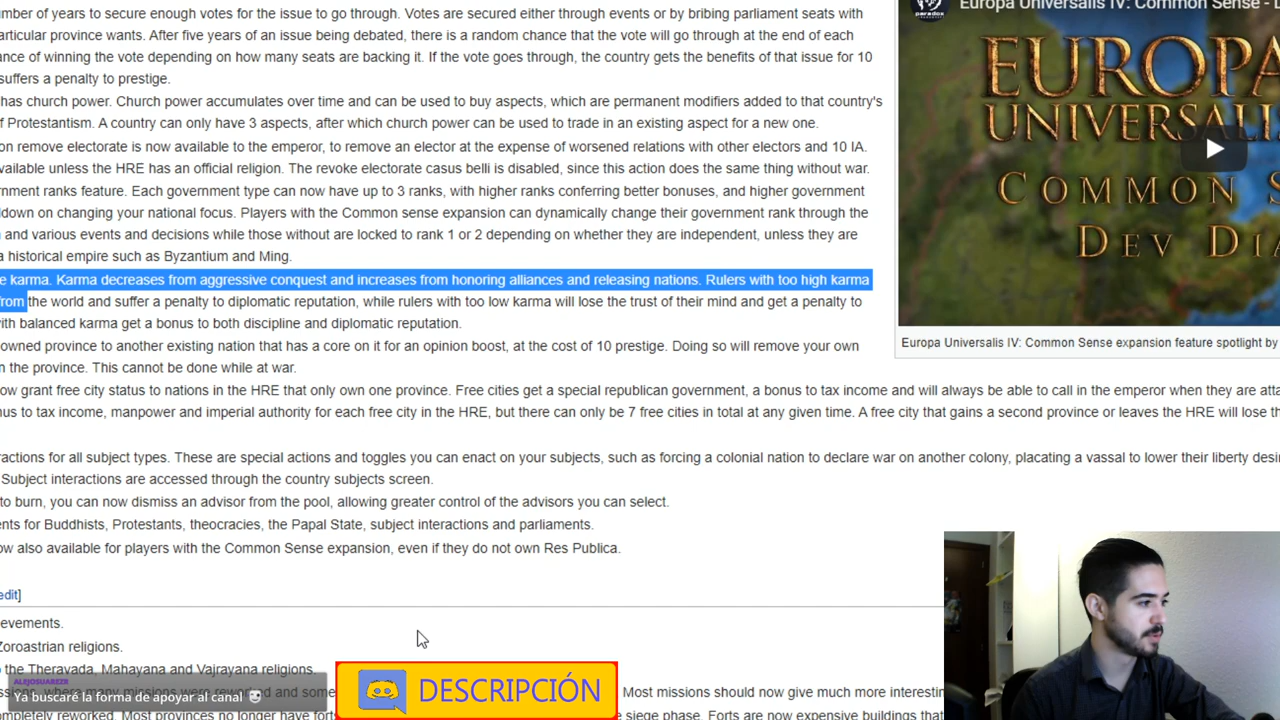 umber of years to secure enough votes for the issue to go through. Votes are secured either through events or by bribing parliament seats with
articular province wants. After five years of an issue being debated, there is a random chance that the vote will go through at the end of each
ance of winning the vote depending on how many seats are backing it. If the vote goes through, the country gets the benefits of that issue for 10
suffers a penalty to prestige.
has church power. Church power accumulates over time and can be used to buy aspects, which are permanent modifiers added to that country's
f Protestantism. A country can only have 3 aspects, after which church power can be used to trade in an existing aspect for a new one.
on remove electorate is now available to the emperor, to remove an elector at the expense of worsened relations with other electors and 10 IA.
vailable unless the HRE has an official religion. The revoke electorate casus belli is disabled, since this action does the same thing without war.
rnment ranks feature. Each government type can now have up to 3 ranks, with higher ranks conferring better bonuses, and higher government
ldown on changing your national focus. Players with the Common sense expansion can dynamically change their government rank through the
and various events and decisions while those without are locked to rank 1 or 2 depending on whether they are independent, unless they are
a historical empire such as Byzantium and Ming.
e karma. Karma decreases from aggressive conquest and increases from honoring alliances and releasing nations. Rulers with too high karma
from the world and suffer a penalty to diplomatic reputation, while rulers with too low karma will lose the trust of their mind and get a penalty to
ith balanced karma get a bonus to both discipline and diplomatic reputation.
owned province to another existing nation that has a core on it for an opinion boost, at the cost of 10 prestige. Doing so will remove your own
n the province. This cannot be done while at war.
ow grant free city status to nations in the HRE that only own one province. Free cities get a special republican government, a bonus to tax income and will always be able to call in the emperor when they are atta
nus to tax income, manpower and imperial authority for each free city in the HRE, but there can only be 7 free cities in total at any given time. A free city that gains a second province or leaves the HRE will lose th
ractions for all subject types. These are special actions and toggles you can enact on your subjects, such as forcing a colonial nation to declare war on another colony, placating a vassal to lower their liberty desi
Subject interactions are accessed through the country subjects screen.
to burn, you can now dismiss an advisor from the pool, allowing greater control of the advisors you can select.
ents for Buddhists, Protestants, theocracies, the Papal State, subject interactions and parliaments.
ow also available for players with the Common Sense expansion, even if they do not own Res Publica.
edit]
evements.
Zoroastrian religions.
the Theravada, Mahayana and Vajrayana religions.
Most missions should now give much more interestin
Most provinces no longer have fort
e siege phase. Forts are now expensive buildings that
Europa Universalis IV: Common Sense - D
EUROPA
UNIVERSALI
COMMON S
DEV DIA
Europa Universalis IV: Common Sense expansion feature spotlight by
ALEJOSUAREZR
Ya buscaré la forma de apoyar al canal
DESCRIPCIÓN